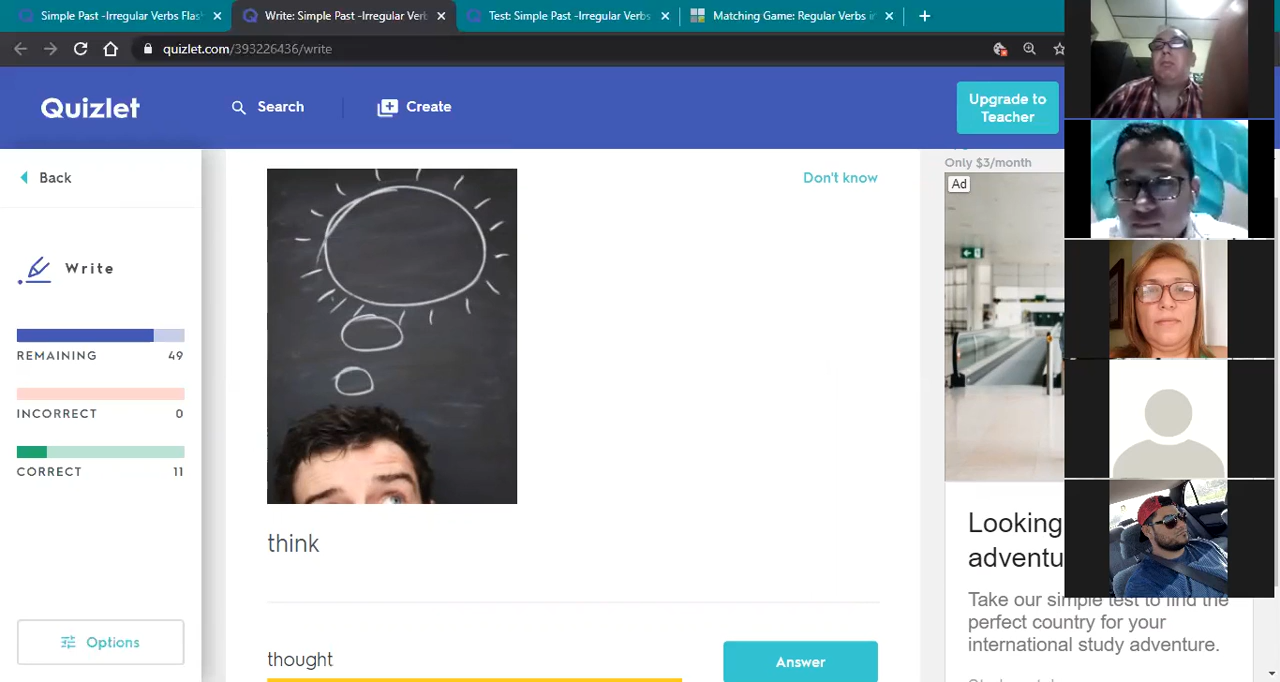 Simple Past -Irregular Verbs Flas
Write: Simple Past -Irregular Ver
Test: Simple Past -Irregular Verbs
Matching Game: Regular Verbs in
quizlet.com/393226436/write
Quizlet
Search
Create
Upgrade to
Teacher
Only $3/month
Back
Don't know
Ad
Write
REMAINING 49
INCORRECT 0
CORRECT 11
think
Looking
adventu
Take our simple test to find the
perfect country for your
international study adventure.
Options
thought
Answer